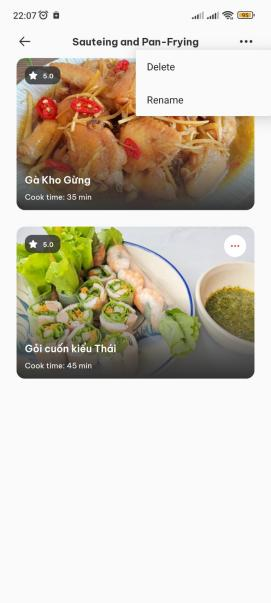 22:07
95
Sauteing and Pan-Frying
Delete
Rename
5.0
Gà Kho Gừng
Cook time: 35 min
5.0
Gỏi cuốn kiểu Thái
Cook time: 45 min